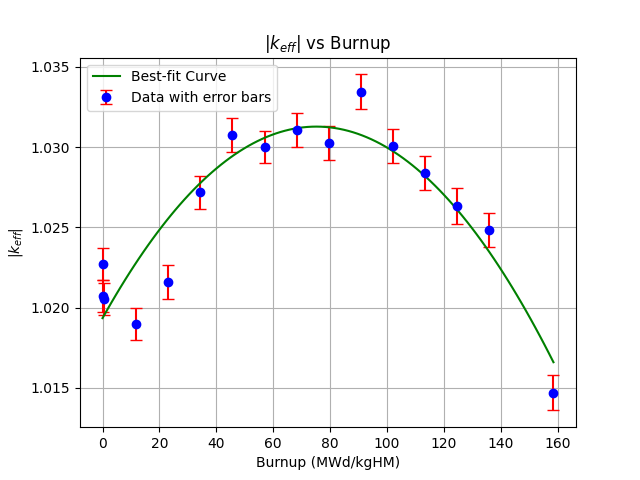 |k_eff| vs Burnup
Best-fit Curve
Data with error bars
|k_eff|
1.035
1.030
1.025
1.020
1.015
0 20 40 60 80 100 120 140 160
Burnup (MWd/kgHM)